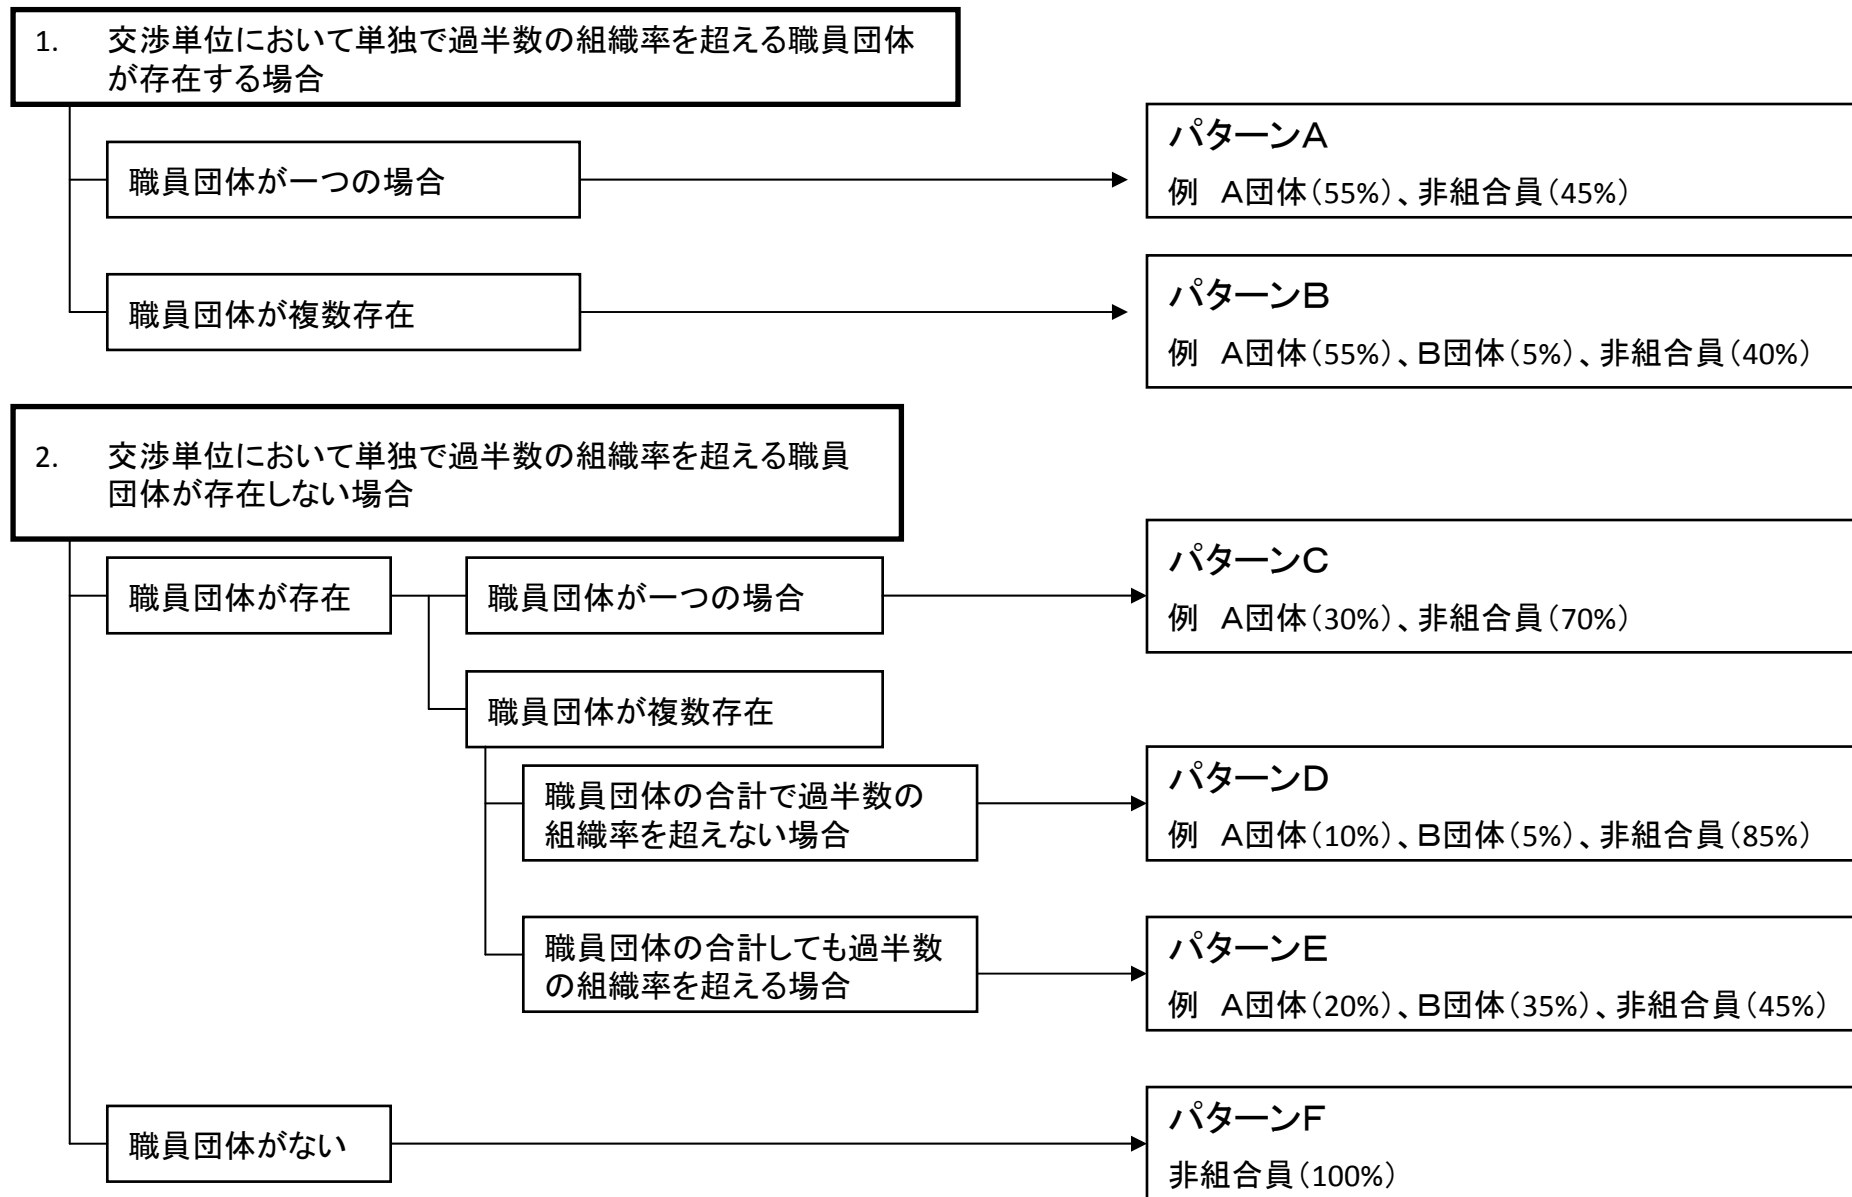 1. 交渉単位において単独で過半数の組織率を超える職員団体
が存在する場合
職員団体が一つの場合
パターンA
例 A団体(55%)、非組合員(45%)
職員団体が複数存在
パターンB
例 A団体(55%)、B団体(5%)、非組合員(40%)
2. 交渉単位において単独で過半数の組織率を超える職員
団体が存在しない場合
職員団体が存在
職員団体が一つの場合
パターンC
例 A団体(30%)、非組合員(70%)
職員団体が複数存在
職員団体の合計で過半数の
組織率を超えない場合
パターンD
例 A団体(10%)、B団体(5%)、非組合員(85%)
職員団体の合計しても過半数
の組織率を超える場合
パターンE
例 A団体(20%)、B団体(35%)、非組合員(45%)
職員団体がない
パターンF
非組合員(100%)